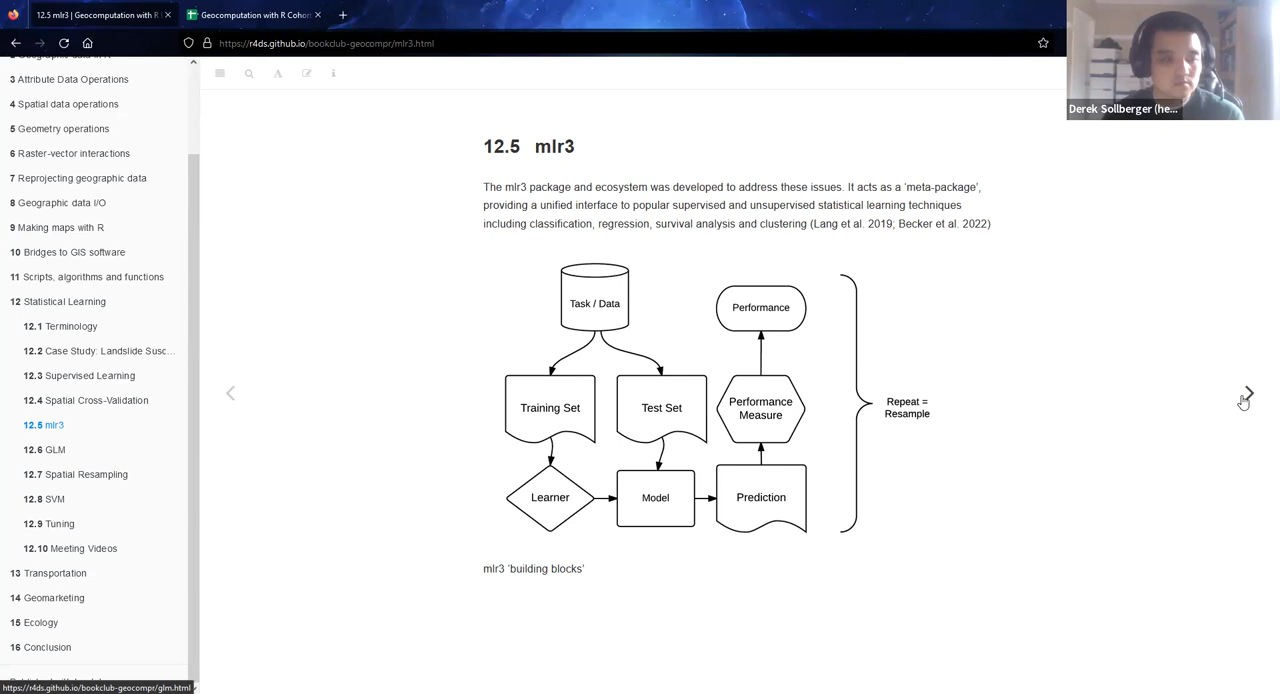 12.5 mlr3 | Geocomputation with R
Geocomputation with R Cohor
https://r4ds.github.io/bookclub-geocompr/mlr3.html
Derek Sollberger (he...
3 Attribute Data Operations
4 Spatial data operations
5 Geometry operations
6 Raster-vector interactions
7 Reprojecting geographic data
8 Geographic data I/O
9 Making maps with R
10 Bridges to GIS software
11 Scripts, algorithms and functions
12 Statistical Learning
12.1 Terminology
12.2 Case Study: Landslide Susc...
12.3 Supervised Learning
12.4 Spatial Cross-Validation
12.5 mlr3
12.6 GLM
12.7 Spatial Resampling
12.8 SVM
12.9 Tuning
12.10 Meeting Videos
13 Transportation
14 Geomarketing
15 Ecology
16 Conclusion
https://r4ds.github.io/bookclub-geocompr/glm.html
12.5 mlr3
The mlr3 package and ecosystem was developed to address these issues. It acts as a ‘meta-package’,
providing a unified interface to popular supervised and unsupervised statistical learning techniques
including classification, regression, survival analysis and clustering (Lang et al. 2019; Becker et al. 2022)
Task / Data
Performance
Training Set
Test Set
Performance
Measure
Repeat =
Resample
Learner
Model
Prediction
mlr3 ‘building blocks’